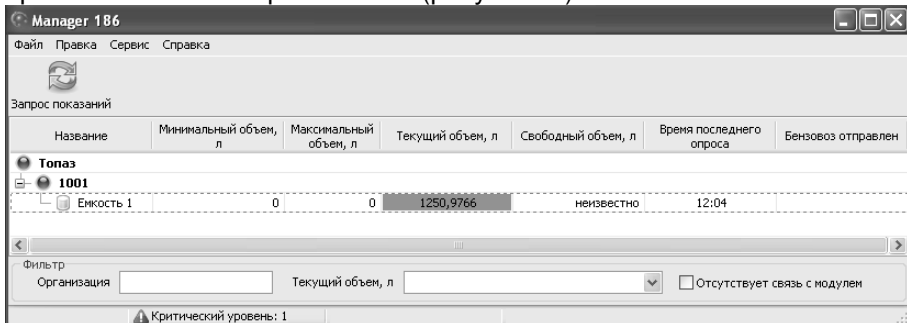 Manager 186
Файл Правка Сервис Справка
Запрос показаний
Название Минимальный объем, л Максимальный объем, л Текущий объем, л Свободный объем, л Время последнего опроса Бензовоз отправлен
Топаз
1001
Емкость 1 0 0 1250,9766 неизвестно 12:04
Фильтр
Организация Текущий объем, л Отсутствует связь с модулем
Критический уровень: 1